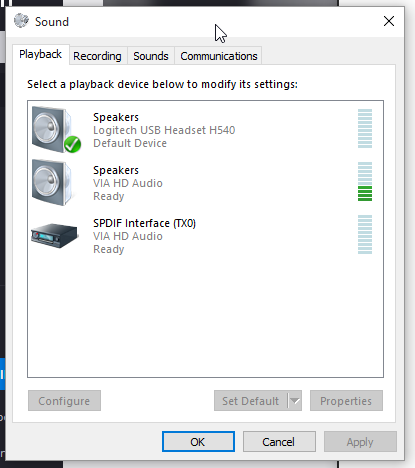 Sound
Playback Recording Sounds Communications
Select a playback device below to modify its settings:
Speakers
Logitech USB Headset H540
Default Device
Speakers
VIA HD Audio
Ready
SPDIF Interface (TX0)
VIA HD Audio
Ready
Configure Set Default Properties
OK Cancel Apply